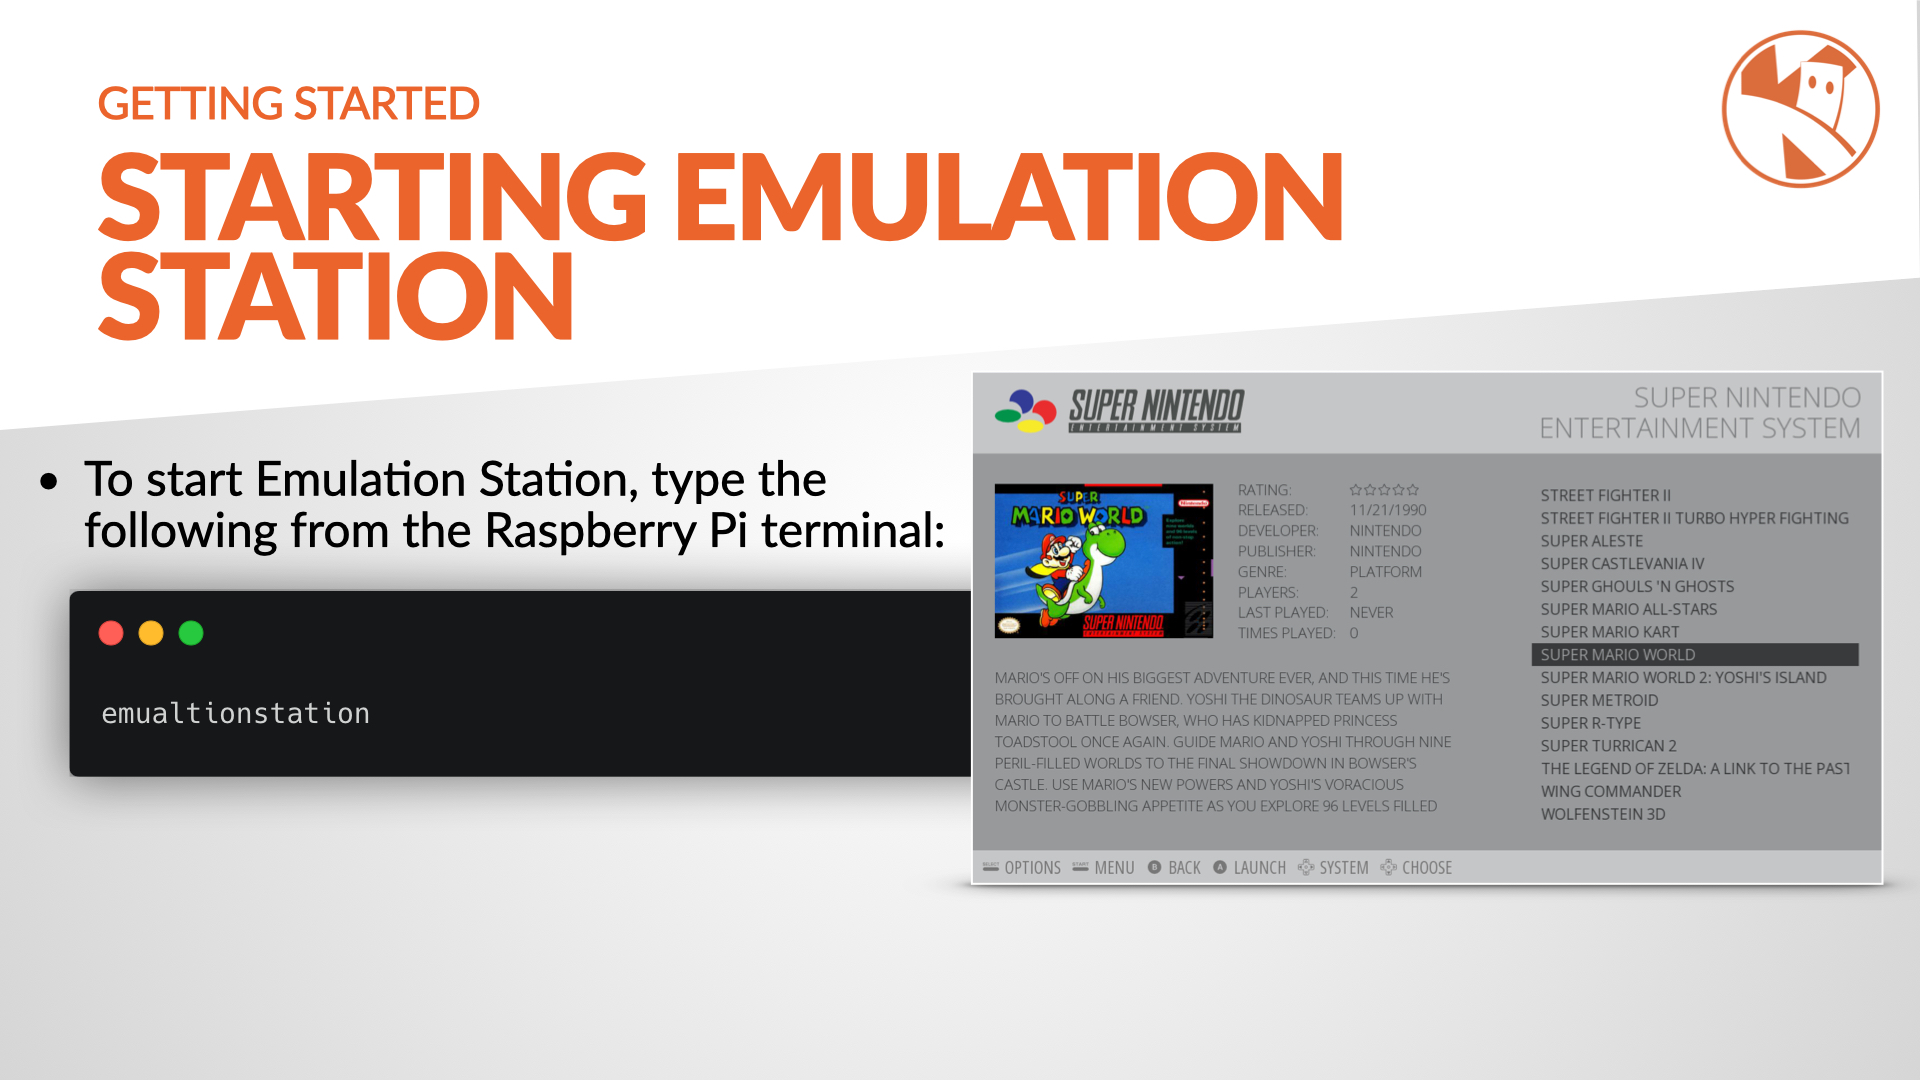 GETTING STARTED
STARTING EMULATION
STATION
• To start Emulation Station, type the
following from the Raspberry Pi terminal:
emualtionstation
SUPER NINTENDO
ENTERTAINMENT SYSTEM
SUPER NINTENDO
ENTERTAINMENT SYSTEM
SUPER
MARIO WORLD
Nintendo
SUPER NINTENDO
ENTERTAINMENT SYSTEM
RATING: ☆☆☆☆☆
RELEASED: 11/21/1990
DEVELOPER: NINTENDO
PUBLISHER: NINTENDO
GENRE: PLATFORM
PLAYERS: 2
LAST PLAYED: NEVER
TIMES PLAYED: 0
MARIO'S OFF ON HIS BIGGEST ADVENTURE EVER, AND THIS TIME HE'S
BROUGHT ALONG A FRIEND. YOSHI THE DINOSAUR TEAMS UP WITH
MARIO TO BATTLE BOWSER, WHO HAS KIDNAPPED PRINCESS
TOADSTOOL ONCE AGAIN. GUIDE MARIO AND YOSHI THROUGH NINE
PERIL-FILLED WORLDS TO THE FINAL SHOWDOWN IN BOWSER'S
CASTLE. USE MARIO'S NEW POWERS AND YOSHI'S VORACIOUS
MONSTER-GOBBLING APPETITE AS YOU EXPLORE 96 LEVELS FILLED
STREET FIGHTER II
STREET FIGHTER II TURBO HYPER FIGHTING
SUPER ALESTE
SUPER CASTLEVANIA IV
SUPER GHOULS 'N GHOSTS
SUPER MARIO ALL-STARS
SUPER MARIO KART
SUPER MARIO WORLD
SUPER MARIO WORLD 2: YOSHI'S ISLAND
SUPER METROID
SUPER R-TYPE
SUPER TURRICAN 2
THE LEGEND OF ZELDA: A LINK TO THE PAST
WING COMMANDER
WOLFENSTEIN 3D
SELECT OPTIONS START MENU B BACK A LAUNCH SYSTEM CHOOSE